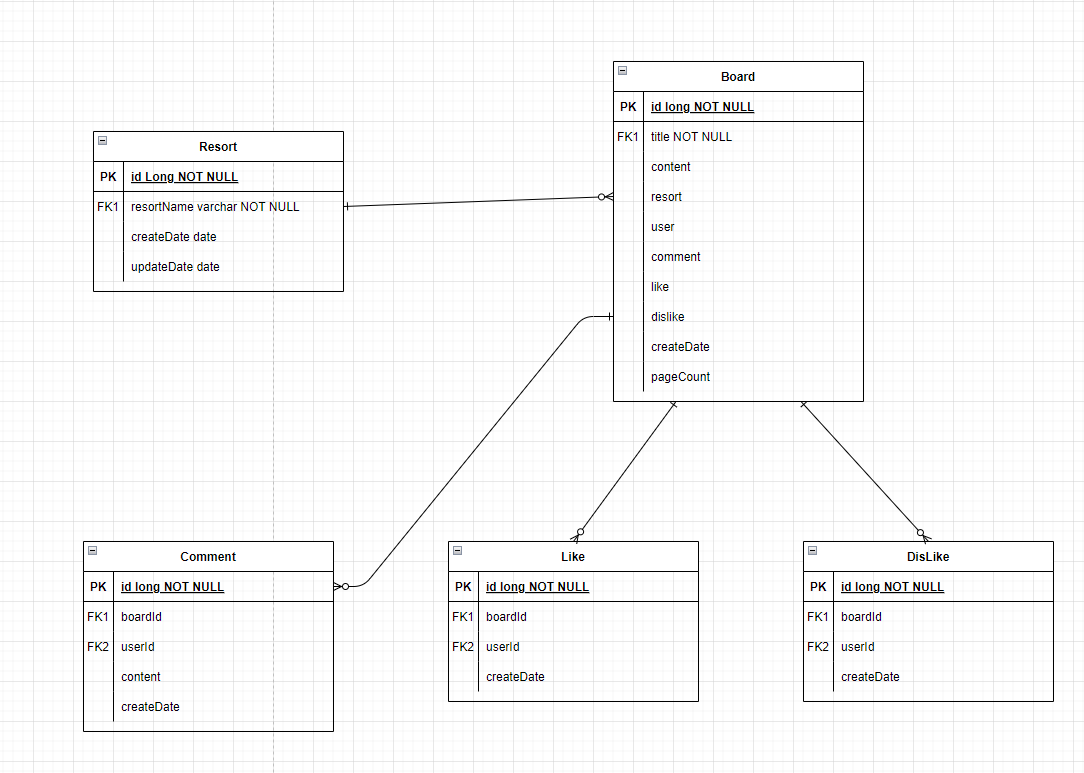 Board
PK id long NOT NULL
FK1 title NOT NULL
content
resort
user
comment
like
dislike
createDate
pageCount
Resort
PK id Long NOT NULL
FK1 resortName varchar NOT NULL
createDate date
updateDate date
Comment
PK id long NOT NULL
FK1 boardId
FK2 userId
content
createDate
Like
PK id long NOT NULL
FK1 boardId
FK2 userId
createDate
DisLike
PK id long NOT NULL
FK1 boardId
FK2 userId
createDate